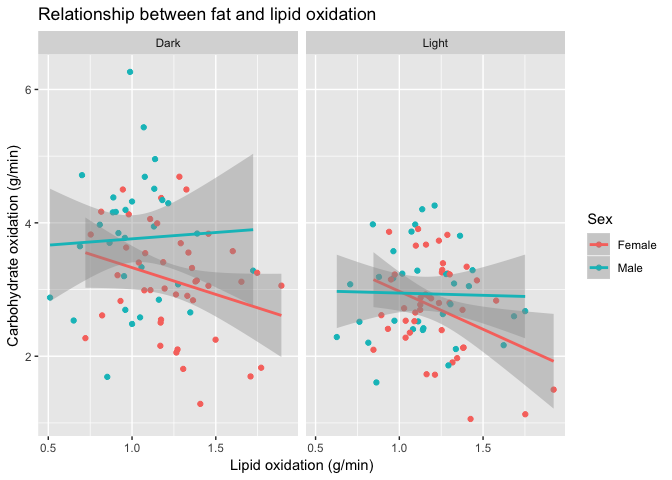 Relationship between fat and lipid oxidation
Dark
Light
Carbohydrate oxidation (g/min)
6
4
2
0.5 1.0 1.5
0.5 1.0 1.5
Lipid oxidation (g/min)
Sex
Female
Male